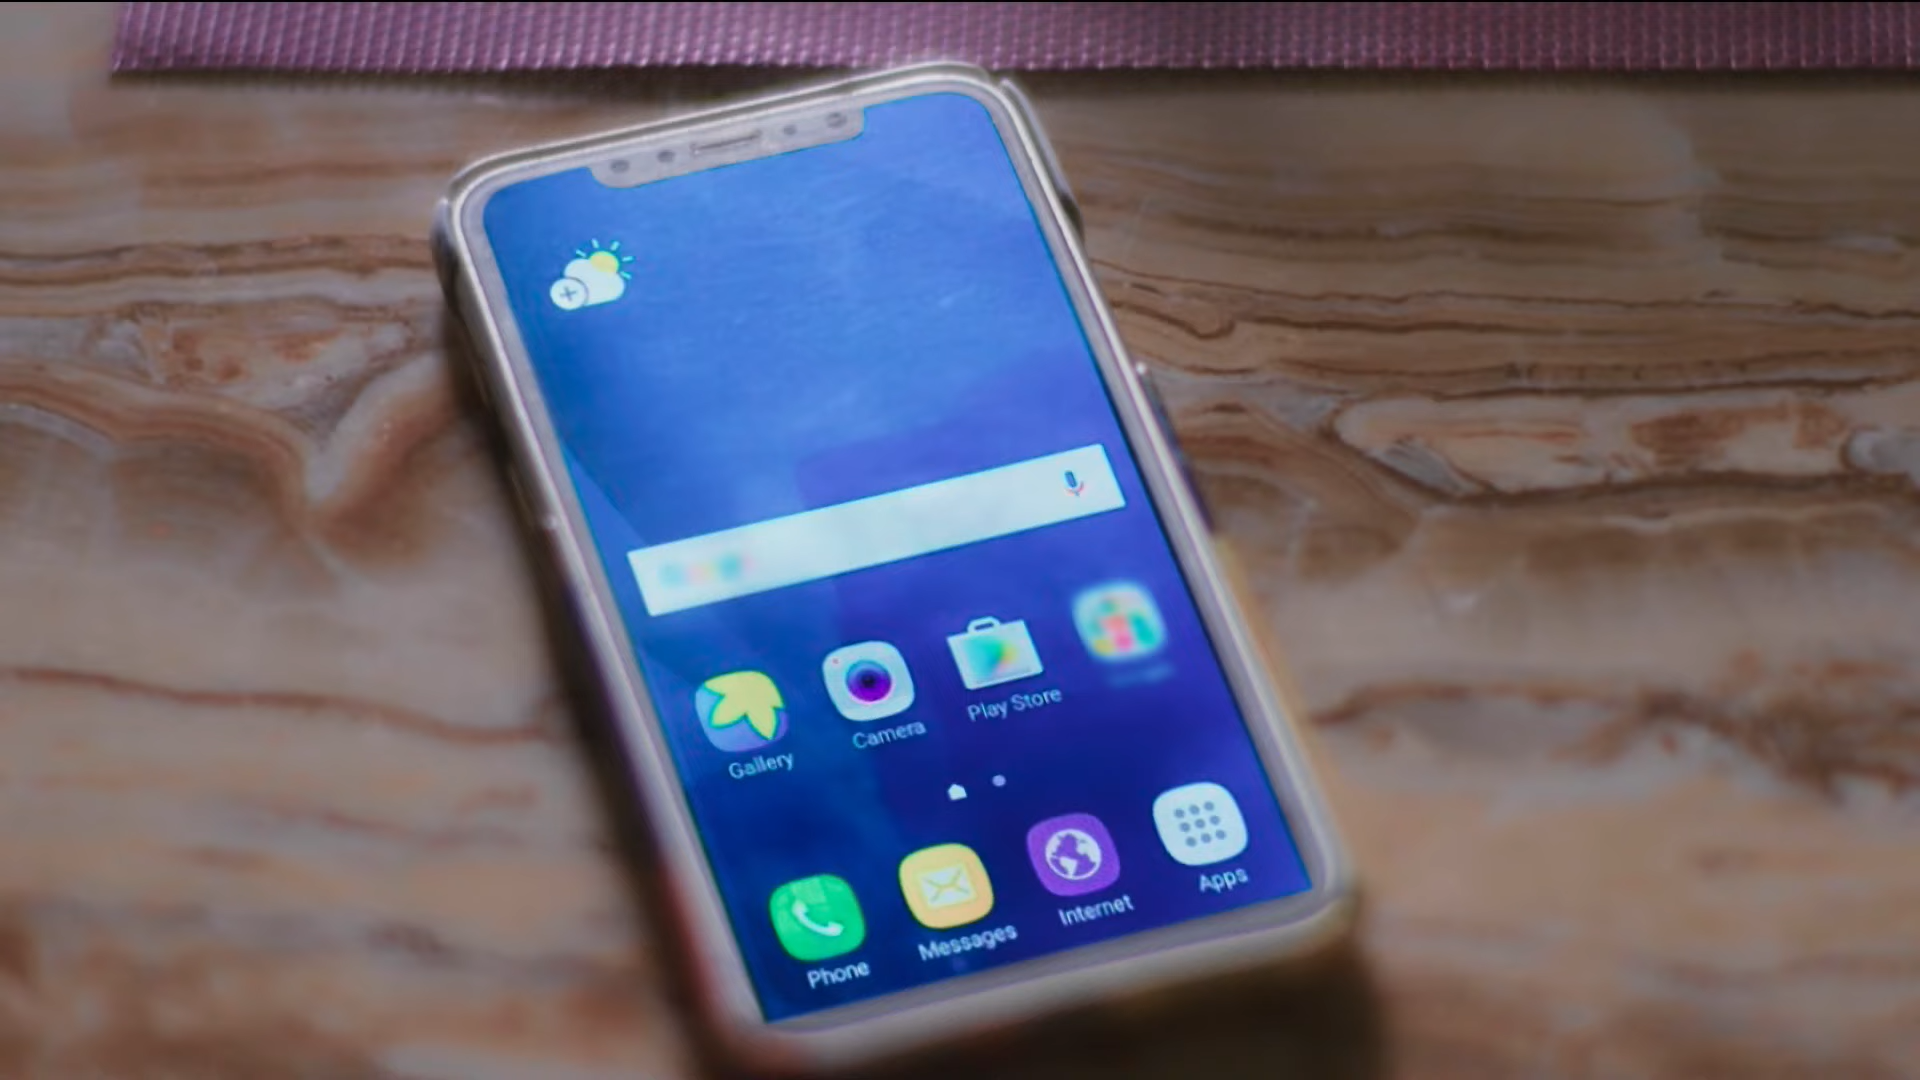 Gallery
Camera
Play Store
Phone
Messages
Internet
Apps